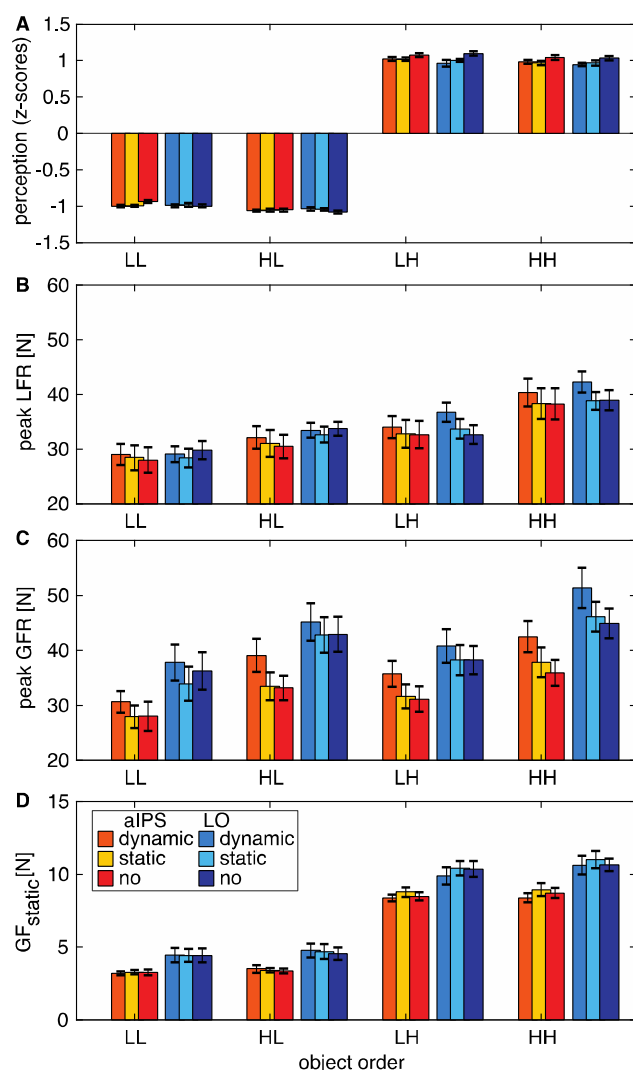 A
perception (z-scores)
1.5
1
0.5
0
-0.5
-1
-1.5
LL HL LH HH
B
peak LFR [N]
60
50
40
30
20
LL HL LH HH
C
peak GFR [N]
60
50
40
30
20
LL HL LH HH
D
GFstatic[N]
15
10
5
0
aIPS LO
dynamic dynamic
static static
no no
LL HL LH HH
object order